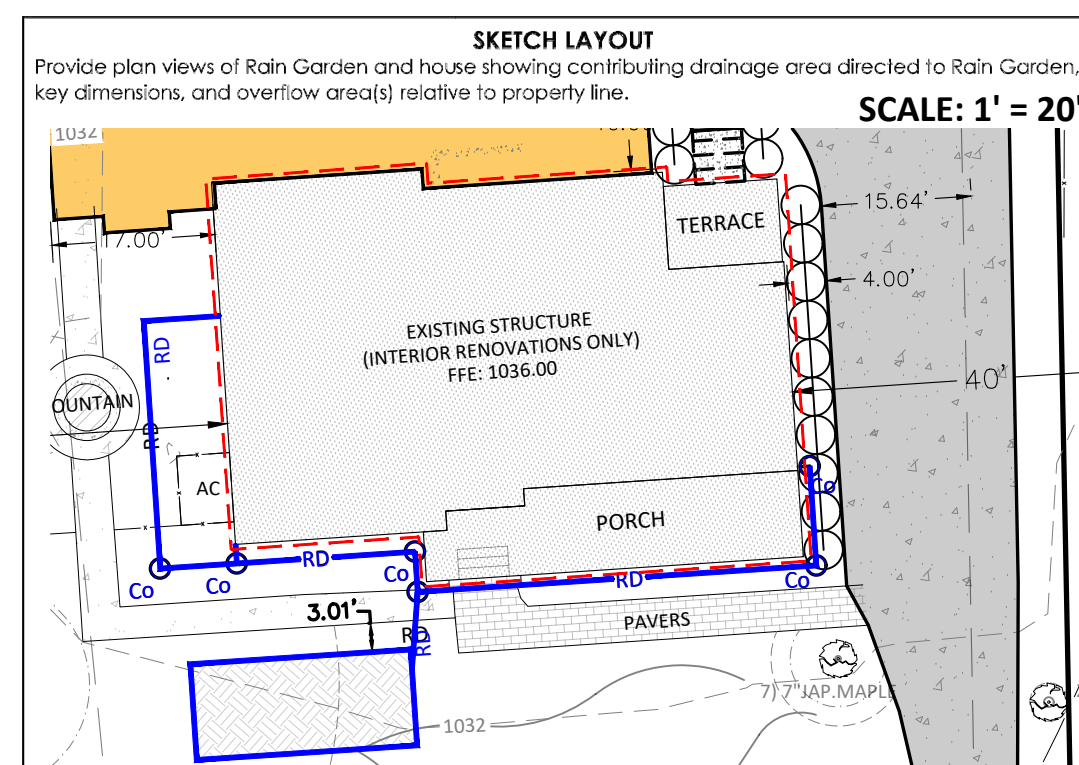 SKETCH LAYOUT
Provide plan views of Rain Garden and house showing contributing drainage area directed to Rain Garden,
key dimensions, and overflow area(s) relative to property line.
SCALE: 1' = 20'
1032
15.64'
TERRACE
17.00'
4.00'
EXISTING STRUCTURE
(INTERIOR RENOVATIONS ONLY)
FFE: 1036.00
RD
40'
OUNTAIN
RD
AC
Co
PORCH
RD
Co
Co
Co
RD
Co
3.01'
RD
RD
PAVERS
7) 7"JAP.MAPLE
1032